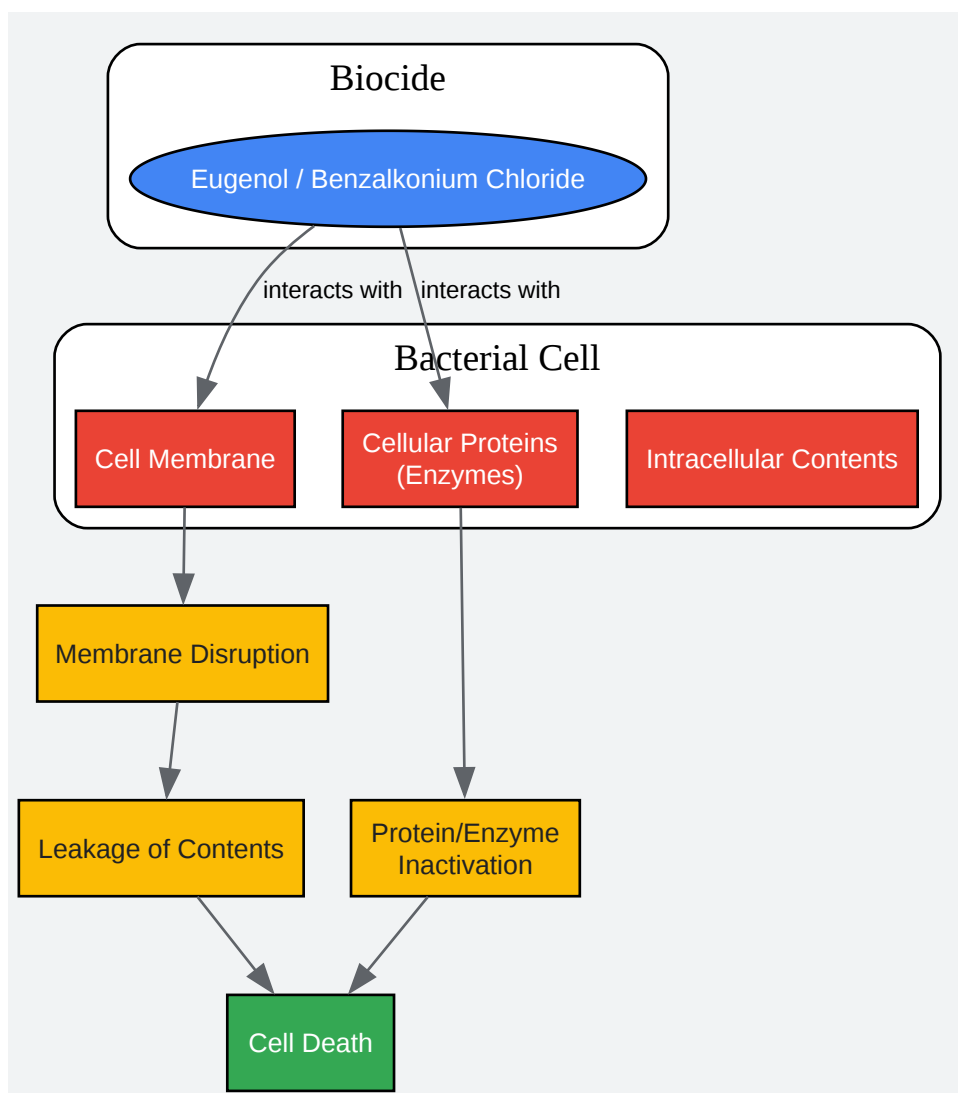 Biocide
Eugenol / Benzalkonium Chloride
interacts with
interacts with
Bacterial Cell
Cell Membrane
Cellular Proteins
(Enzymes)
Intracellular Contents
Membrane Disruption
Leakage of Contents
Protein/Enzyme
Inactivation
Cell Death